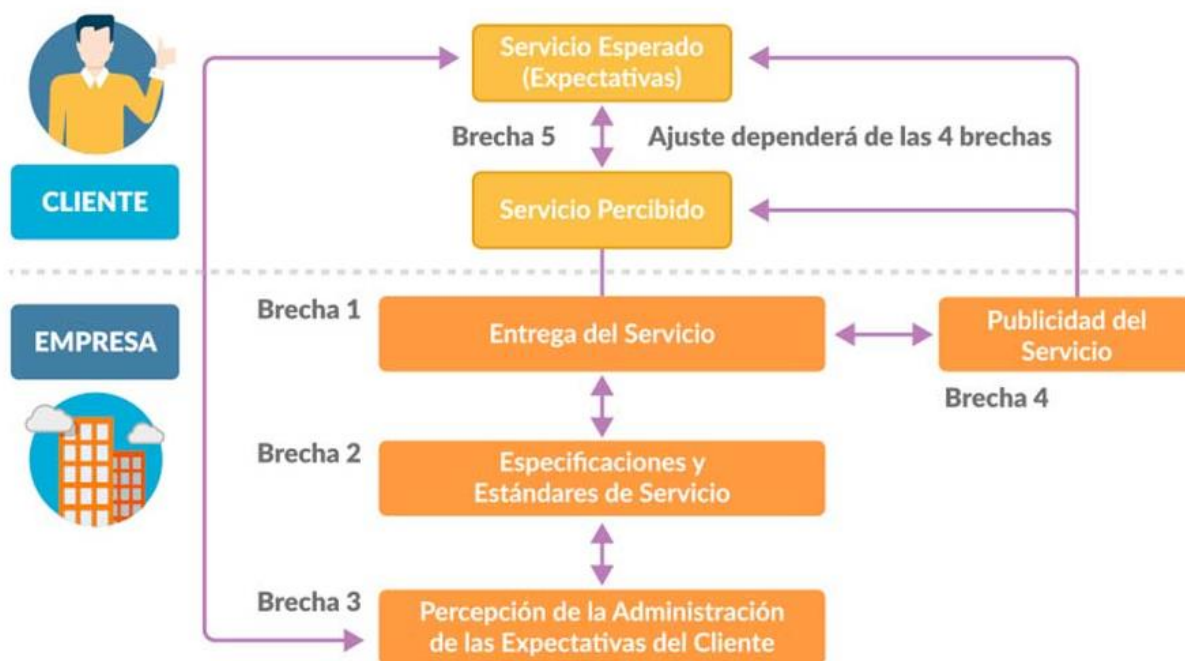 Servicio Esperado
(Expectativas)
Brecha 5
Ajuste dependerá de las 4 brechas
CLIENTE
Servicio Percibido
Brecha 1
EMPRESA
Entrega del Servicio
Publicidad del
Servicio
Brecha 4
Brecha 2
Especificaciones y
Estándares de Servicio
Brecha 3
Percepción de la Administración
de las Expectativas del Cliente